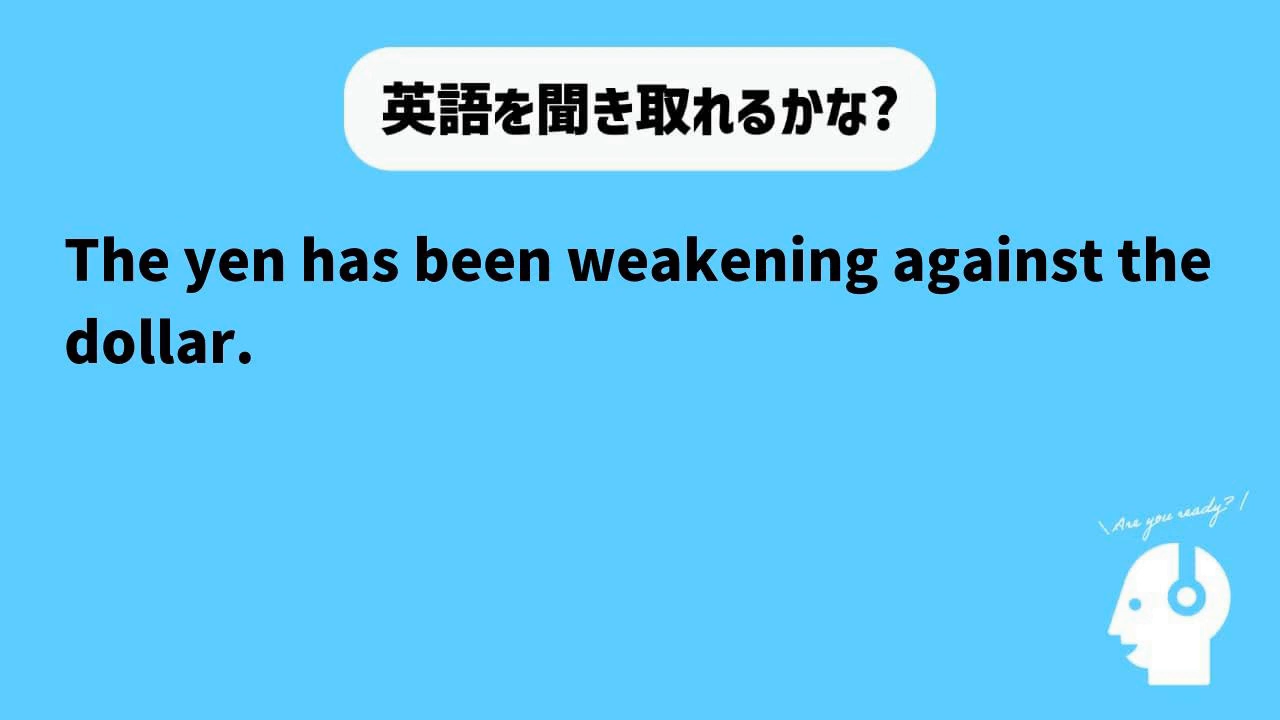 英語を聞き取れるかな?
The yen has been weakening against the
dollar.
\Are you ready?/